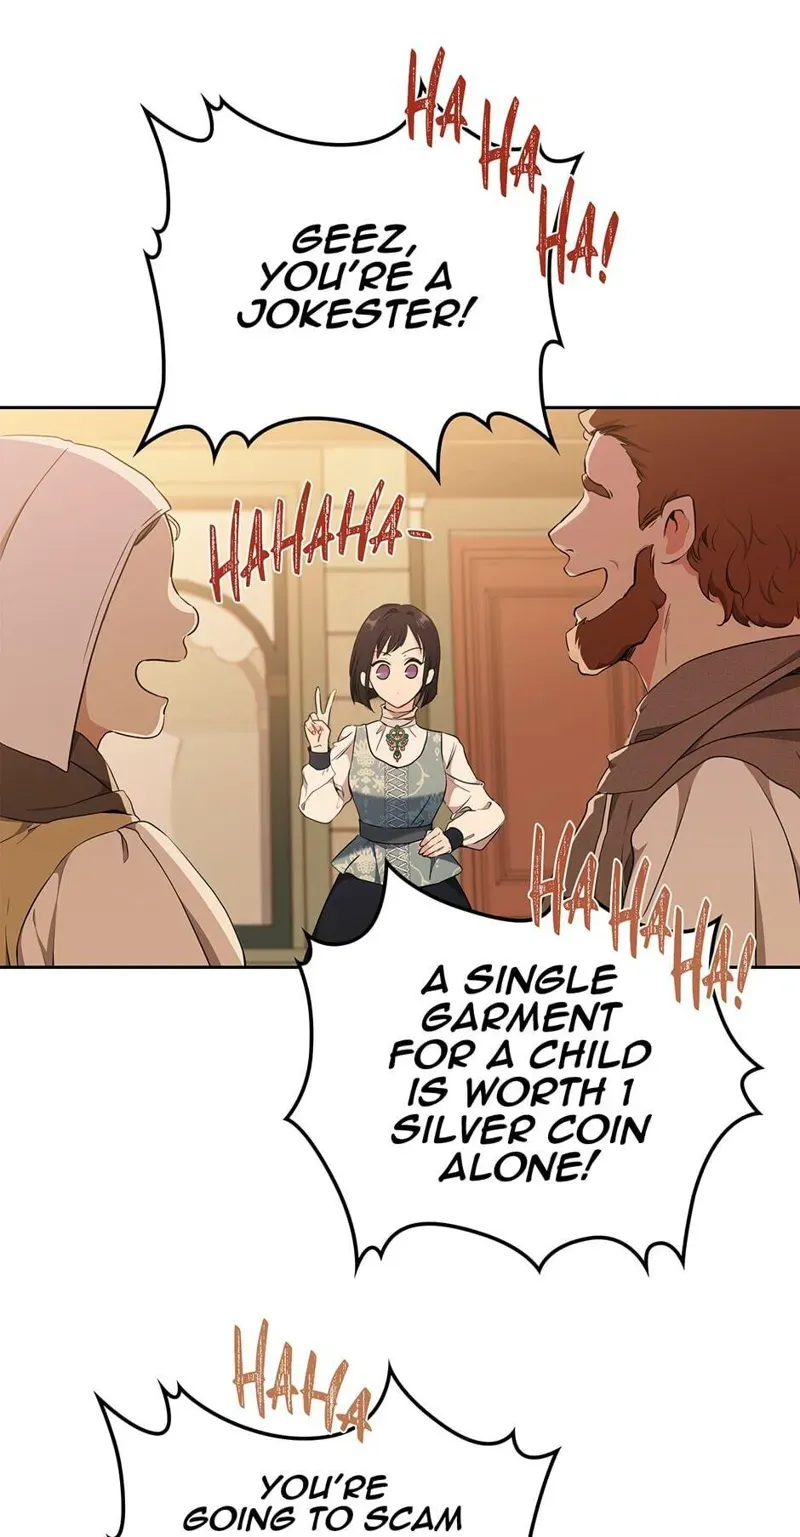 HA HA HA!
GEEZ,
YOU'RE A
JOKESTER!
HAHAHA-
HA HA HA!
A SINGLE
GARMENT
FOR A CHILD
IS WORTH 1
SILVER COIN
ALONE!
HAHA
YOU'RE
GOING TO SCAM